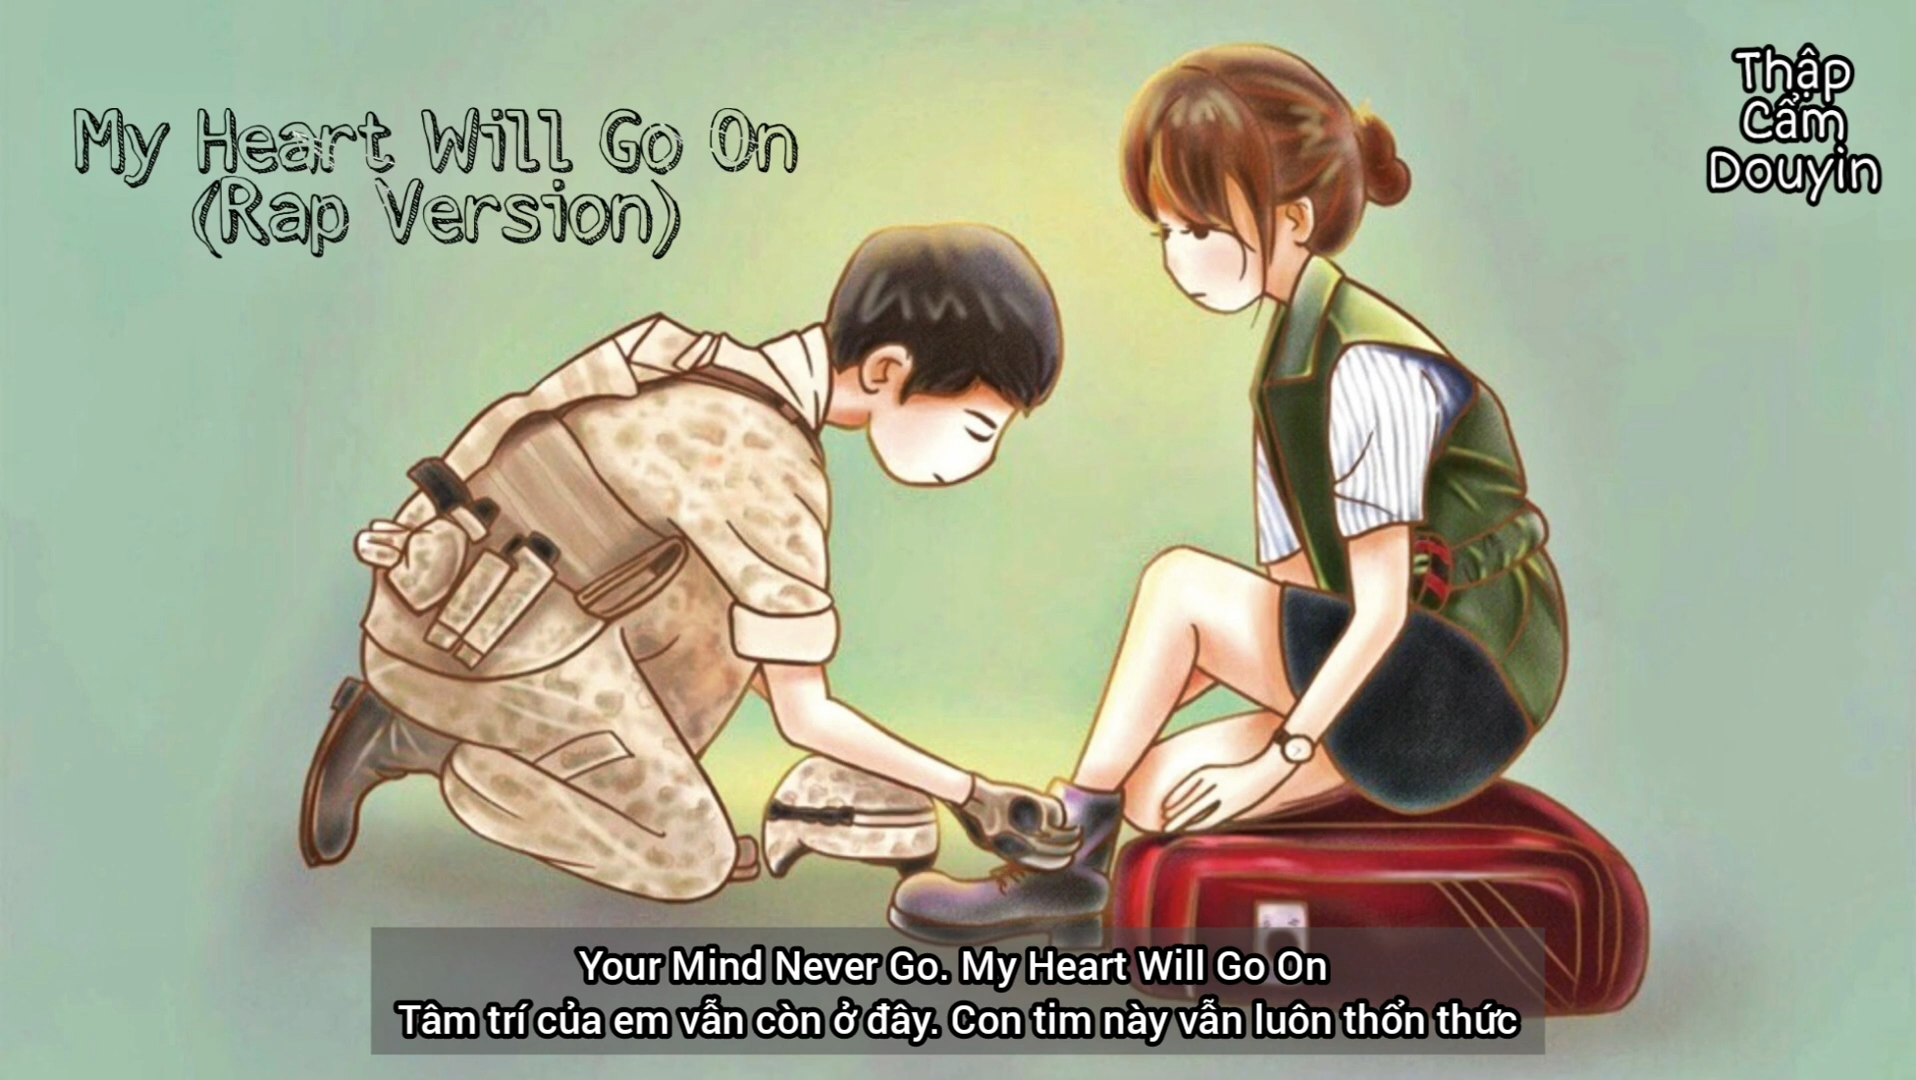 My Heart Will Go On
(Rap Version)
Thập
Cẩm
Douyin
Your Mind Never Go. My Heart Will Go On
Tâm trí của em vẫn còn ở đây. Con tim này vẫn luôn thổn thức